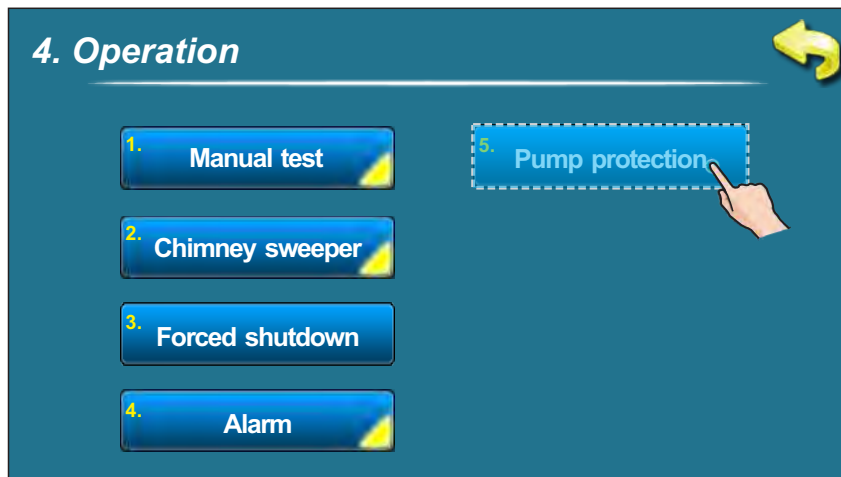 4. Operation
1. Manual test
2. Chimney sweeper
3. Forced shutdown
4. Alarm
5. Pump protection